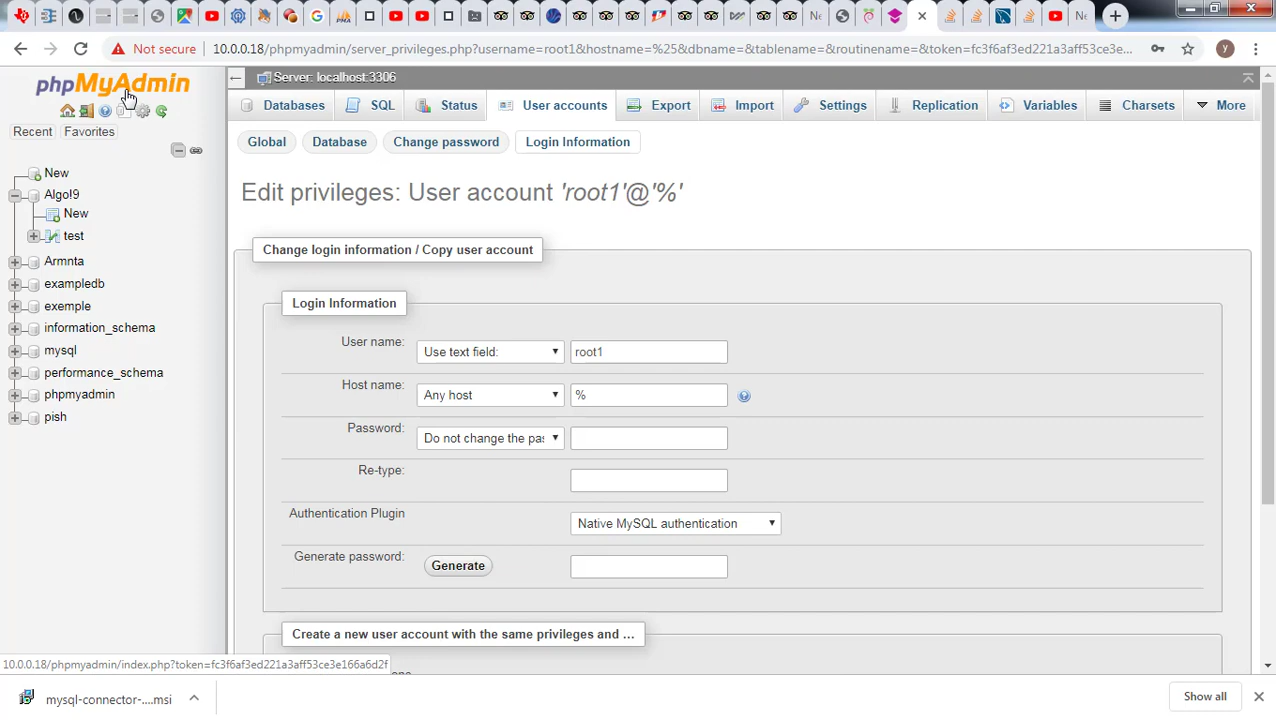 Ne
Ne
Not secure
10.0.0.18/phpmyadmin/server_privileges.php?username=root1&hostname=%25&dbname=&tablename=&routinename=&token=fc3f6af3ed221a3aff53ce3e...
y
phpMyAdmin
Server: localhost:3306
Databases
SQL
Status
User accounts
Export
Import
Settings
Replication
Variables
Charsets
More
Recent
Favorites
Global
Database
Change password
Login Information
New
Algo!9
New
test
Armnta
exampledb
exemple
information_schema
mysql
performance_schema
phpmyadmin
pish
Edit privileges: User account 'root1'@'%'
Change login information / Copy user account
Login Information
User name:
Use text field:
root1
Host name:
Any host
%
Password:
Do not change the pas
Re-type:
Authentication Plugin
Native MySQL authentication
Generate password:
Generate
Create a new user account with the same privileges and ...
10.0.0.18/phpmyadmin/index.php?token=fc3f6af3ed221a3aff53ce3e166a6d2f
mysql-connector-....msi
Show all